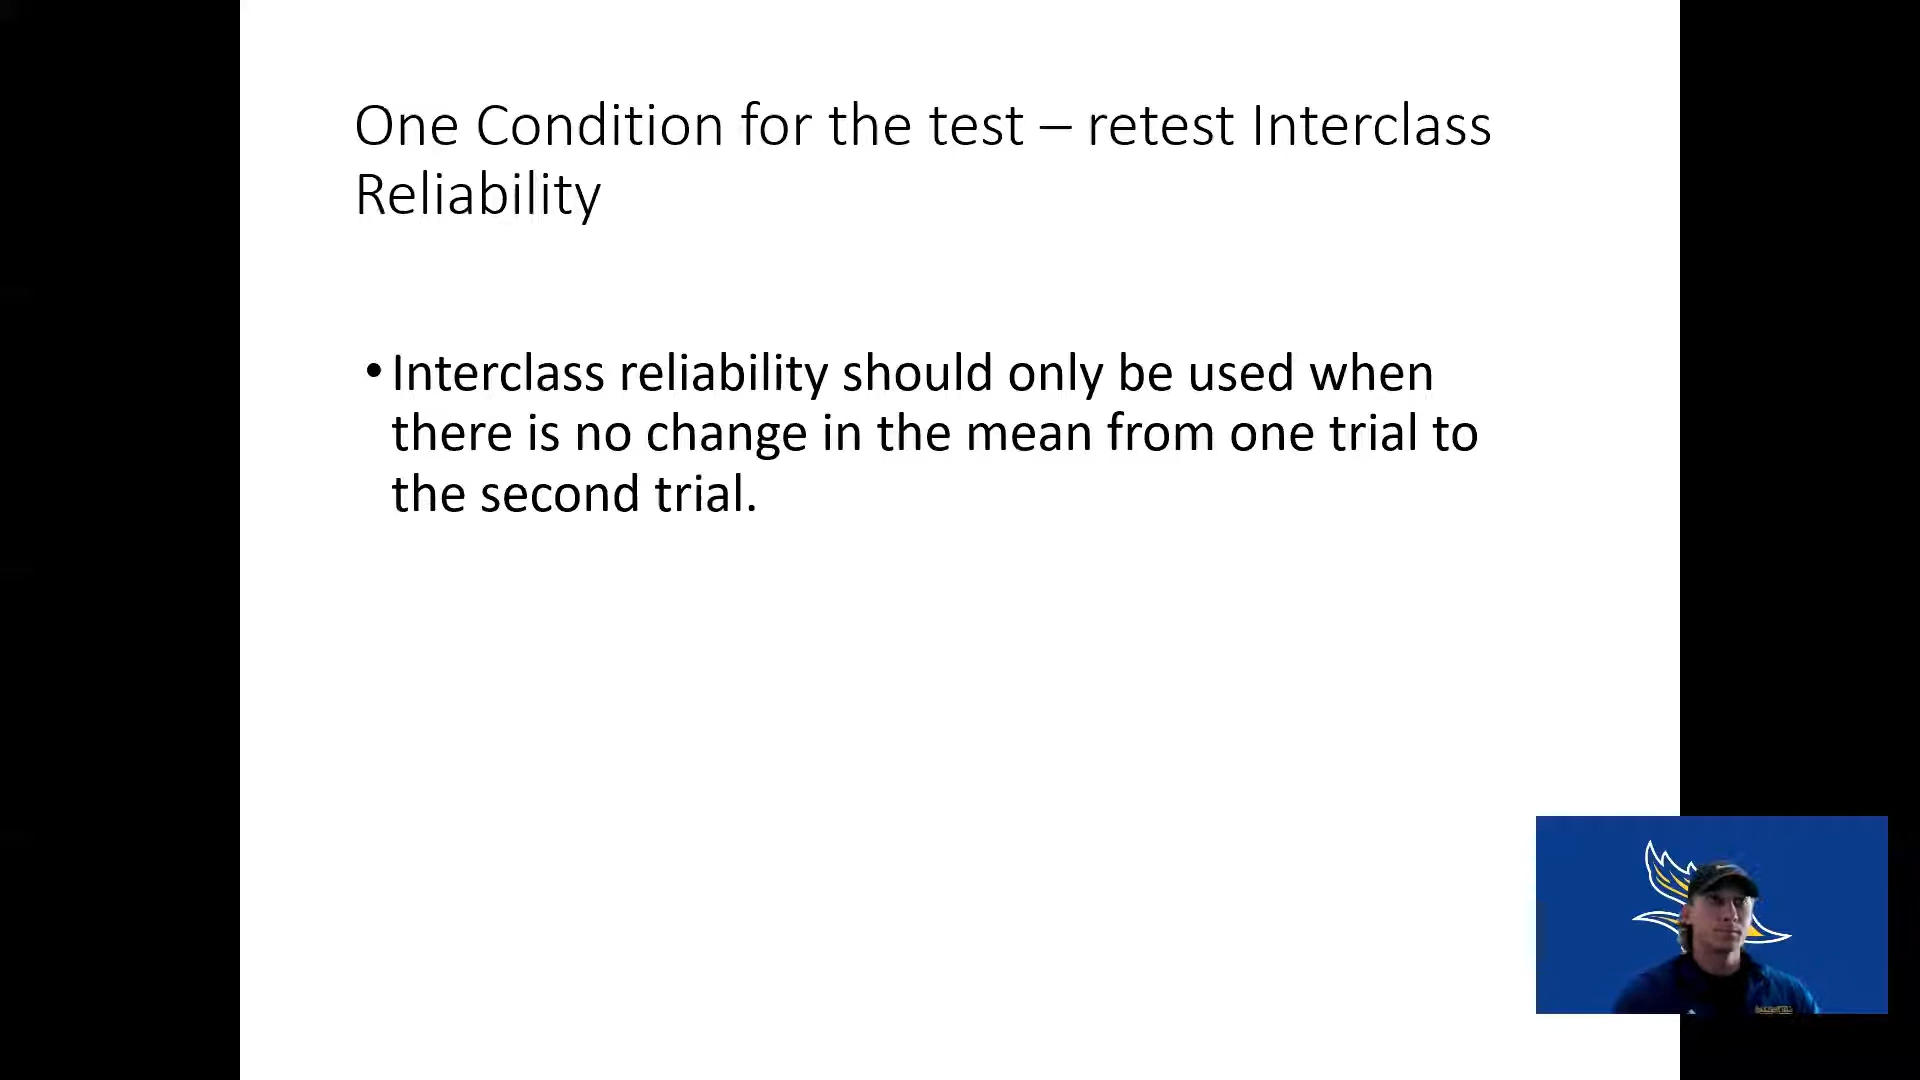 One Condition for the test – retest Interclass
Reliability
• Interclass reliability should only be used when
there is no change in the mean from one trial to
the second trial.